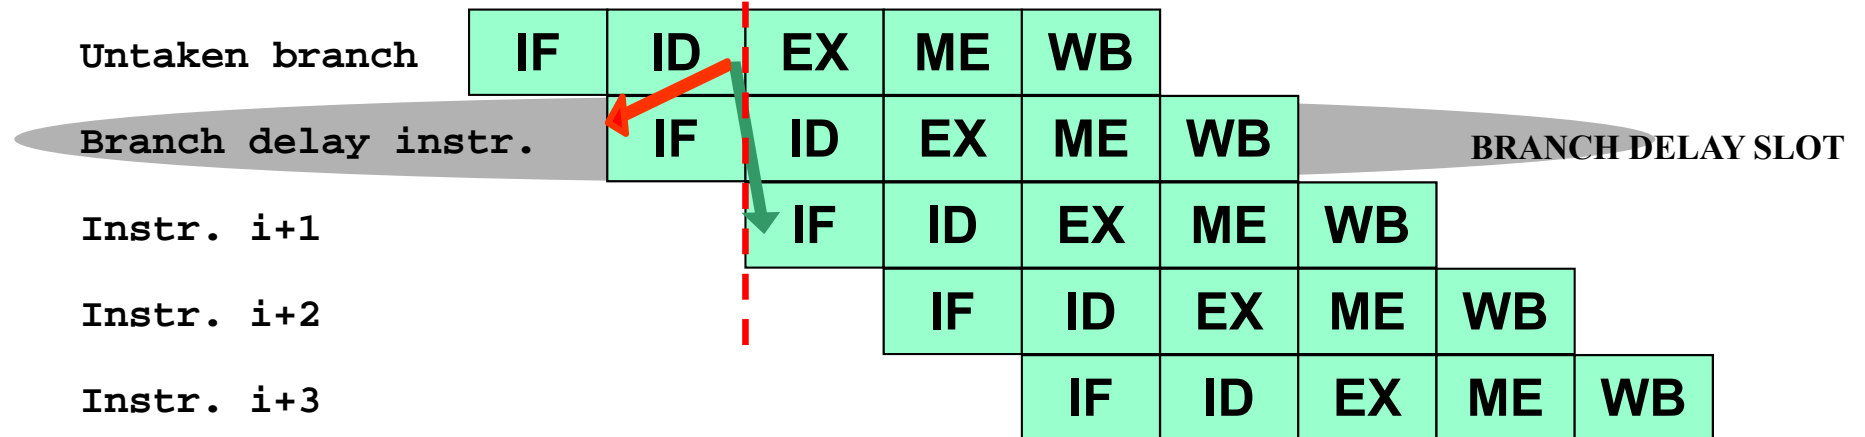 Untaken branch IF ID EX ME WB
Branch delay instr. IF ID EX ME WB BRANCH DELAY SLOT
Instr. i+1 IF ID EX ME WB
Instr. i+2 IF ID EX ME WB
Instr. i+3 IF ID EX ME WB